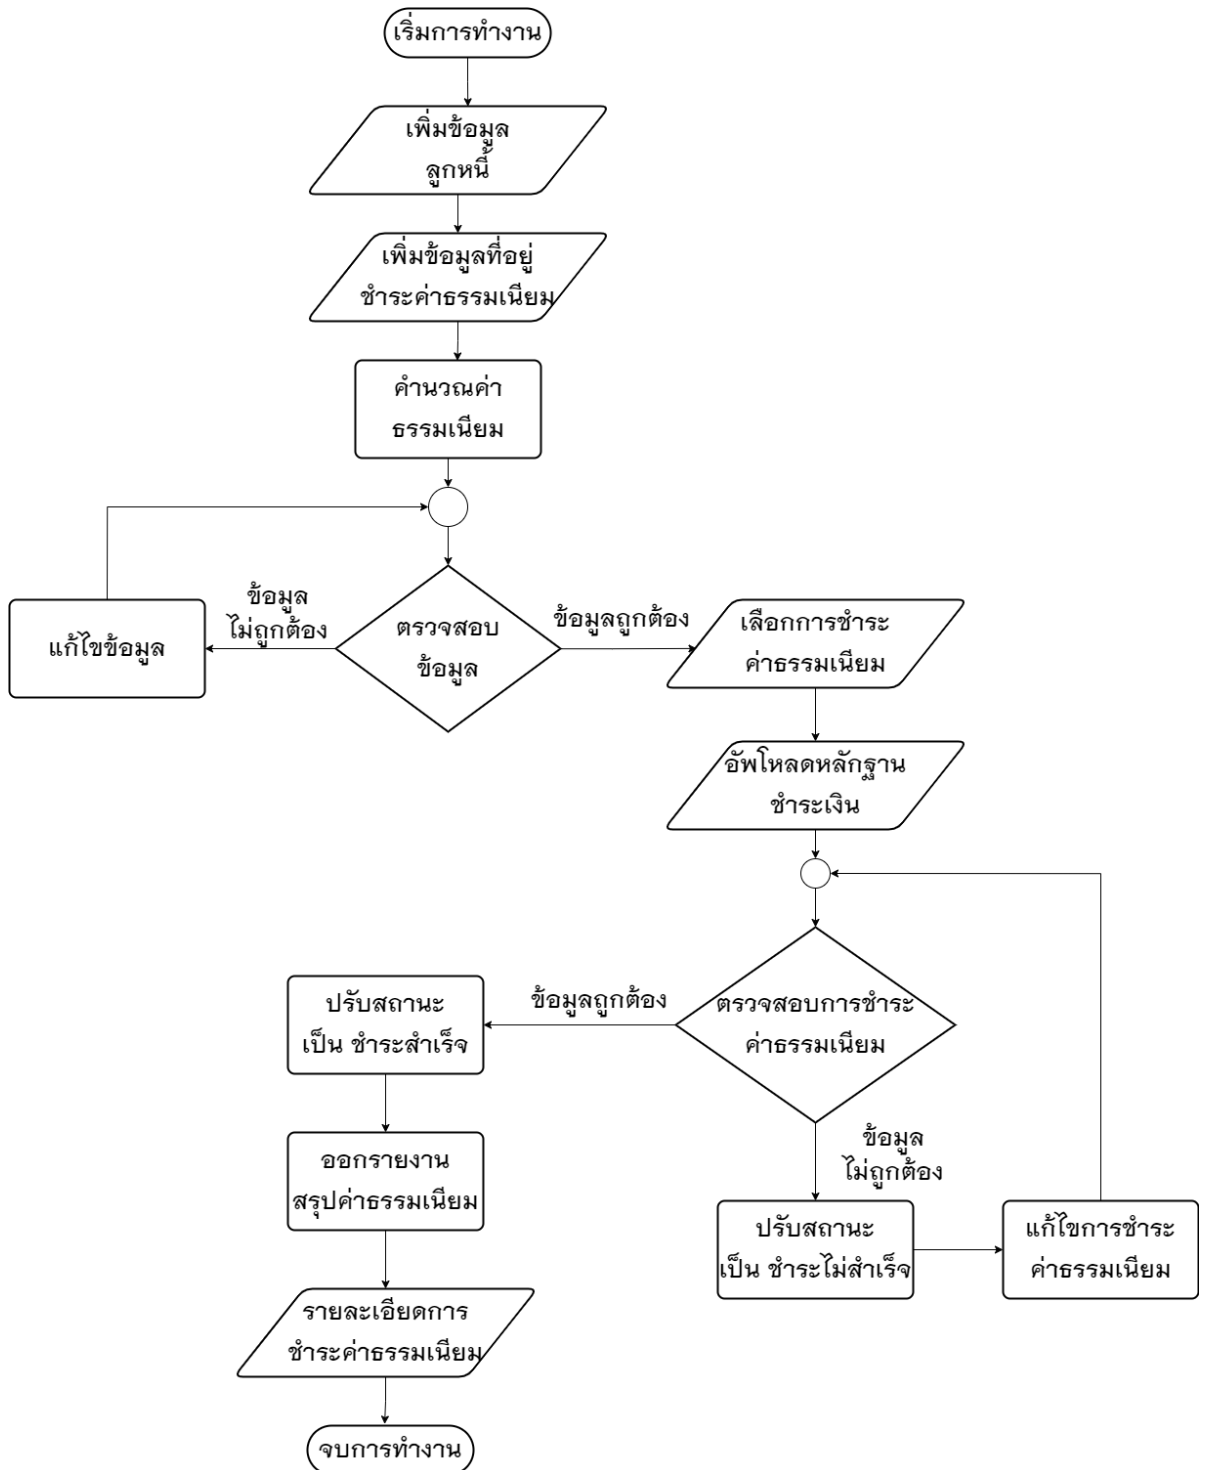 เริ่มการทำงาน
เพิ่มข้อมูล
ลูกหนี้
เพิ่มข้อมูลที่อยู่
ชำระค่าธรรมเนียม
คำนวณค่า
ธรรมเนียม
ข้อมูล
ไม่ถูกต้อง
แก้ไขข้อมูล
ตรวจสอบ
ข้อมูล
ข้อมูลถูกต้อง
เลือกการชำระ
ค่าธรรมเนียม
อัพโหลดหลักฐาน
ชำระเงิน
ตรวจสอบการชำระ
ค่าธรรมเนียม
ข้อมูลถูกต้อง
ปรับสถานะ
เป็น ชำระสำเร็จ
ข้อมูล
ไม่ถูกต้อง
ปรับสถานะ
เป็น ชำระไม่สำเร็จ
แก้ไขการชำระ
ค่าธรรมเนียม
ออกรายงาน
สรุปค่าธรรมเนียม
รายละเอียดการ
ชำระค่าธรรมเนียม
จบการทำงาน